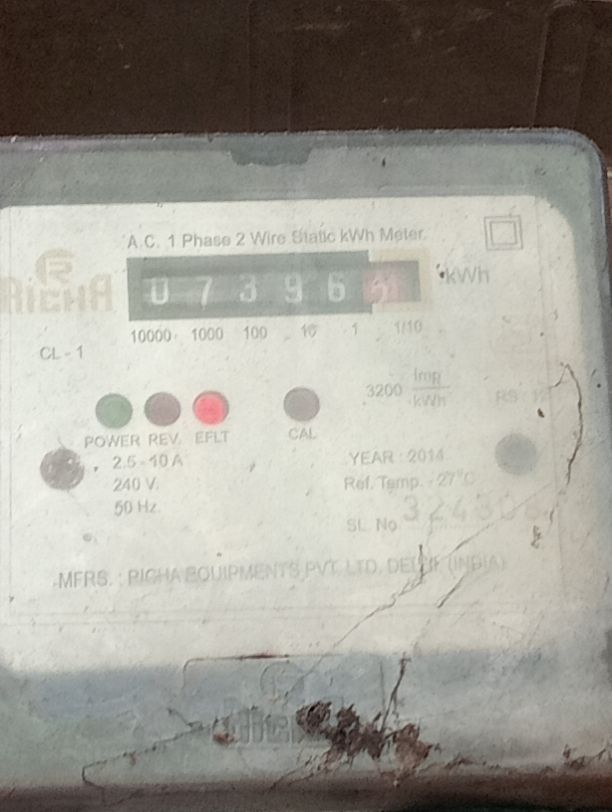 A.C. 1 Phase 2 Wire Static kWh Meter
RICHA
0 7 3 9 6 kWh
10000 1000 100 10 1 1/10
CL - 1
3200 Imp/kWh
POWER REV. EFLT CAL
2.5 - 10 A
240 V.
50 Hz
YEAR : 2014
Ref. Temp. - 27°C
SL. No
MFRS. : RICHA EQUIPMENTS PVT. LTD. DELHI (INDIA)